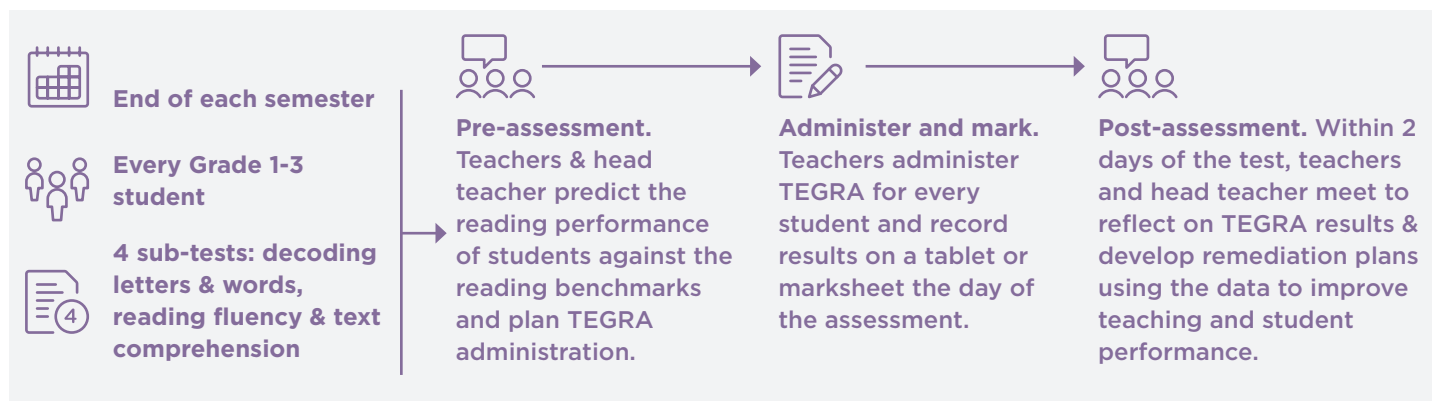 End of each semester
Every Grade 1-3
student
4 sub-tests: decoding
letters & words,
reading fluency & text
comprehension
4
Pre-assessment.
Teachers & head
teacher predict the
reading performance
of students against the
reading benchmarks
and plan TEGRA
administration.
Administer and mark.
Teachers administer
TEGRA for every
student and record
results on a tablet or
marksheet the day of
the assessment.
Post-assessment. Within 2
days of the test, teachers
and head teacher meet to
reflect on TEGRA results &
develop remediation plans
using the data to improve
teaching and student
performance.